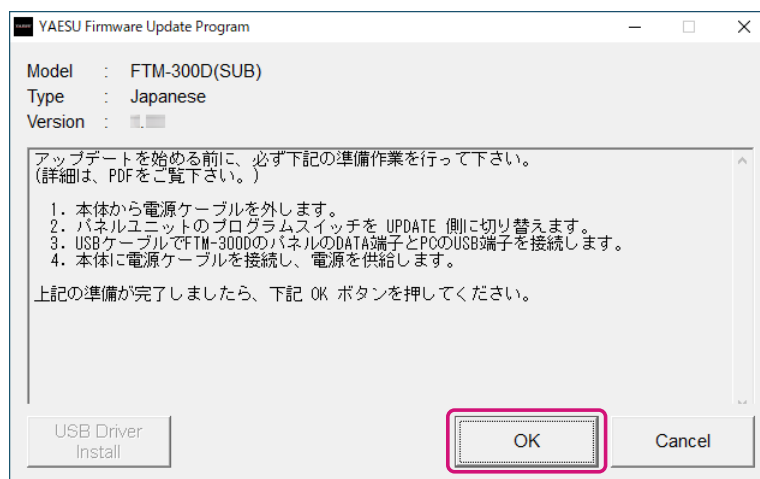 YAESU Firmware Update Program
Model : FTM-300D(SUB)
Type : Japanese
Version :
アップデートを始める前に、必ず下記の準備作業を行って下さい。
(詳細は、PDFをご覧下さい。)
1. 本体から電源ケーブルを外します。
2. パネルユニットのプログラムスイッチを UPDATE 側に切り替えます。
3. USBケーブルでFTM-300DのパネルのDATA端子とPCのUSB端子を接続します。
4. 本体に電源ケーブルを接続し、電源を供給します。
上記の準備が完了しましたら、下記 OK ボタンを押してください。
USB Driver
Install
OK
Cancel